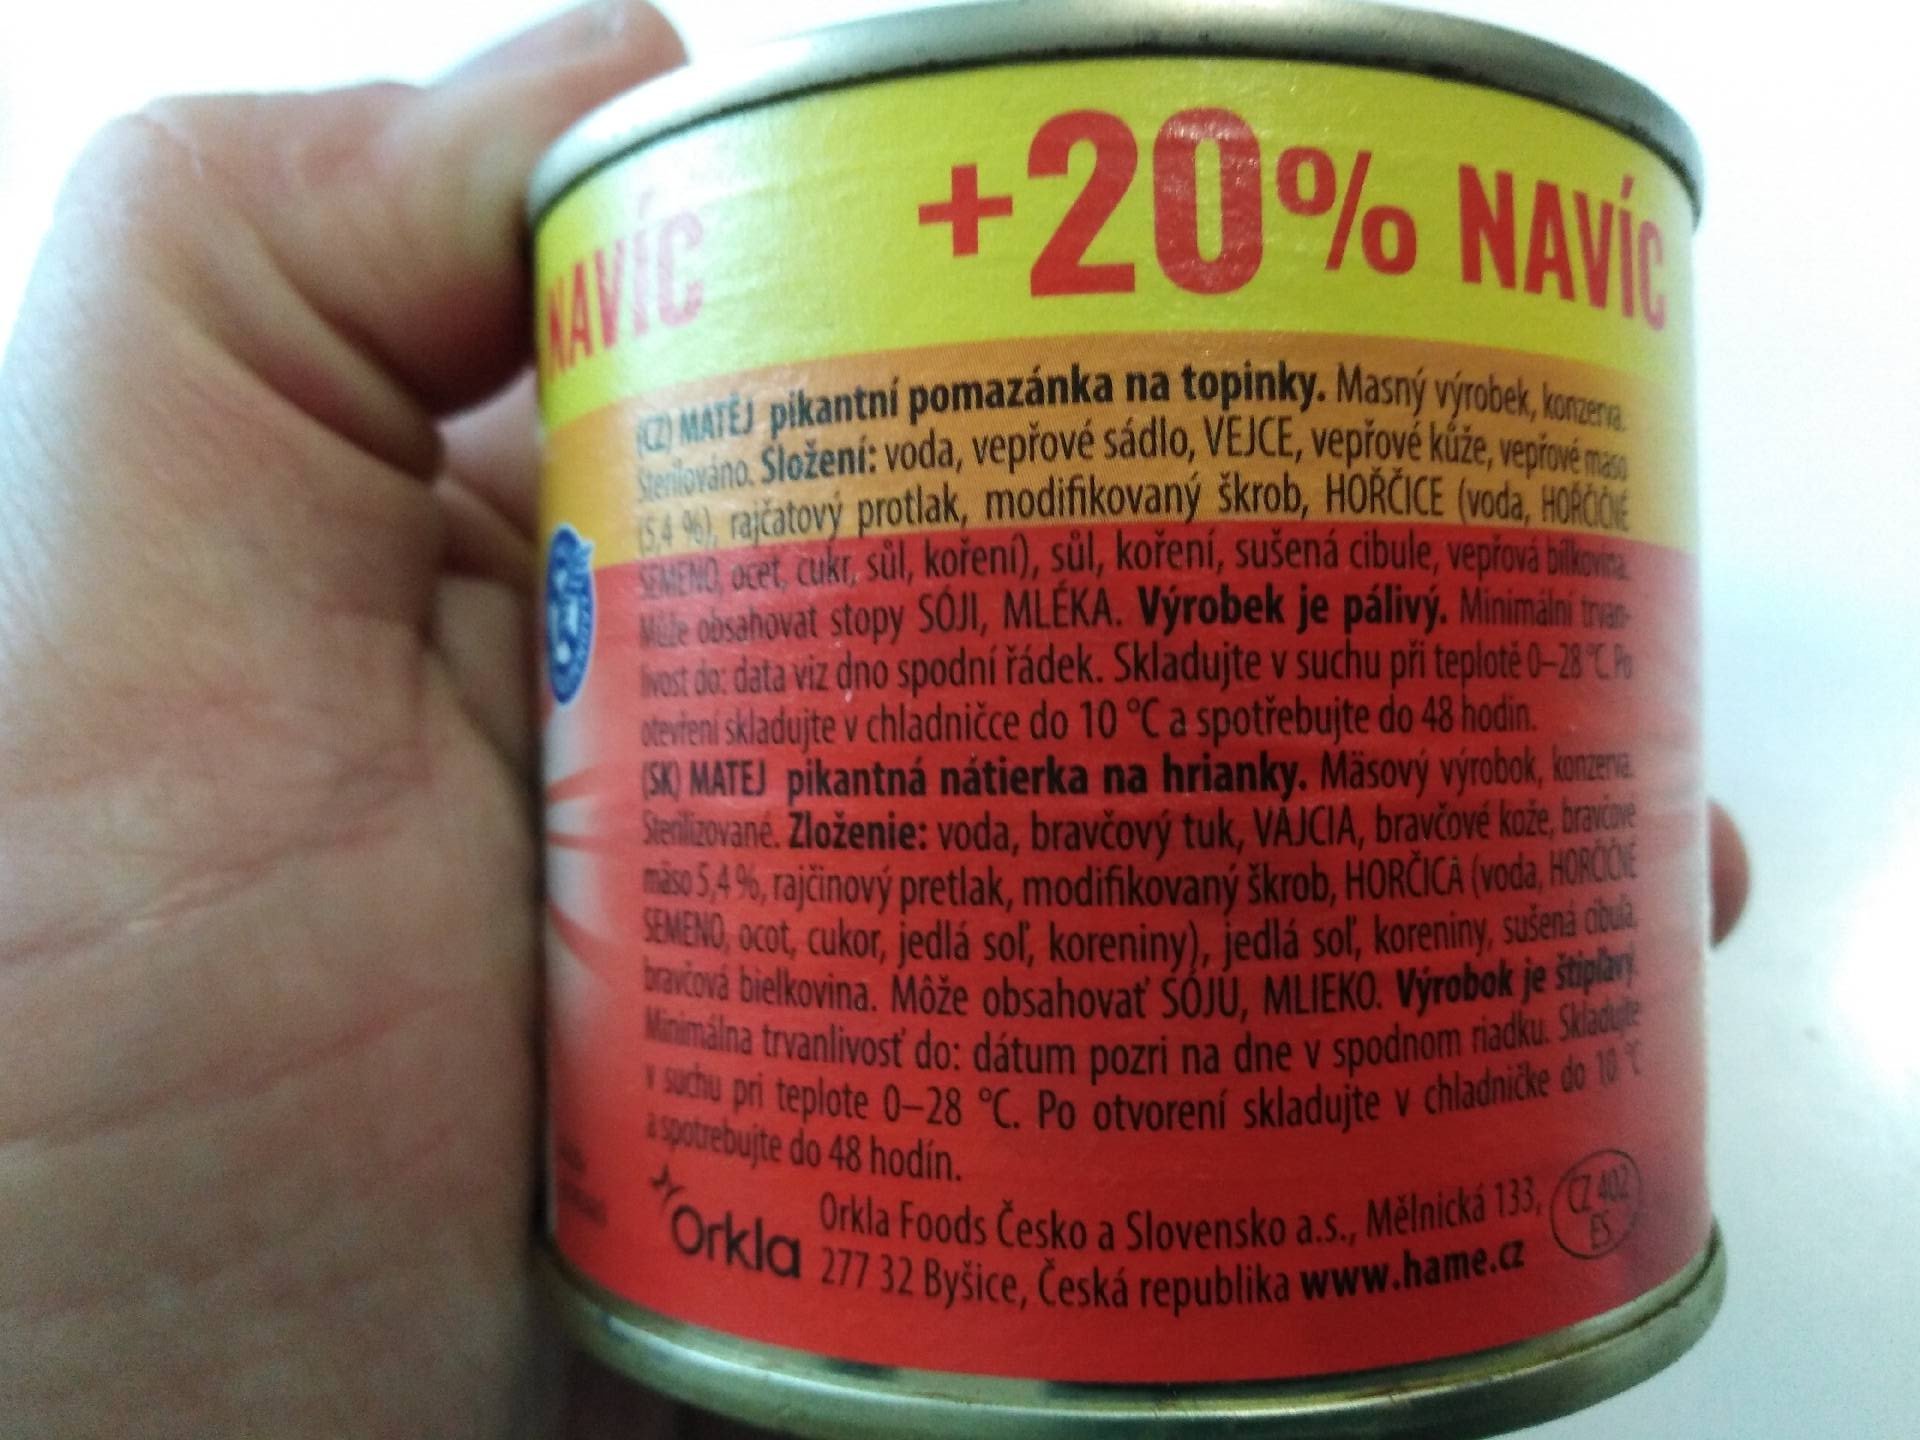 NAVÍC
+20% NAVÍC
(CZ) MATĚJ pikantní pomazánka na topinky. Masný výrobek, konzerva.
Sterilováno. Složení: voda, vepřové sádlo, VEJCE, vepřové kůže, vepřové maso
(5,4 %), rajčatový protlak, modifikovaný škrob, HOŘČICE (voda, HOŘČIČNÉ
SEMENO, ocet, cukr, sůl, koření), sůl, koření, sušená cibule, vepřová bílkovina.
Může obsahovat stopy SÓJI, MLÉKA. Výrobek je pálivý. Minimální trvan-
livost do: data viz dno spodní řádek. Skladujte v suchu při teplotě 0–28 °C. Po
otevření skladujte v chladničce do 10 °C a spotřebujte do 48 hodin.
(SK) MATEJ pikantná nátierka na hrianky. Mäsový výrobok, konzerva.
Sterilizované. Zloženie: voda, bravčový tuk, VAJCIA, bravčové kože, bravčové
mäso 5,4 %, rajčinový pretlak, modifikovaný škrob, HORČICA (voda, HORČIČNÉ
SEMENO, ocot, cukor, jedlá soľ, koreniny), jedlá soľ, koreniny, sušená cibuľa,
bravčová bielkovina. Môže obsahovať SÓJU, MLIEKO. Výrobok je štipľavý.
Minimálna trvanlivosť do: dátum pozri na dne v spodnom riadku. Skladujte
v suchu pri teplote 0–28 °C. Po otvorení skladujte v chladničke do 10 °C
a spotrebujte do 48 hodín.
Orkla
Orkla Foods Česko a Slovensko a.s., Mělnická 133,
277 32 Byšice, Česká republika www.hame.cz
CZ 402
ES